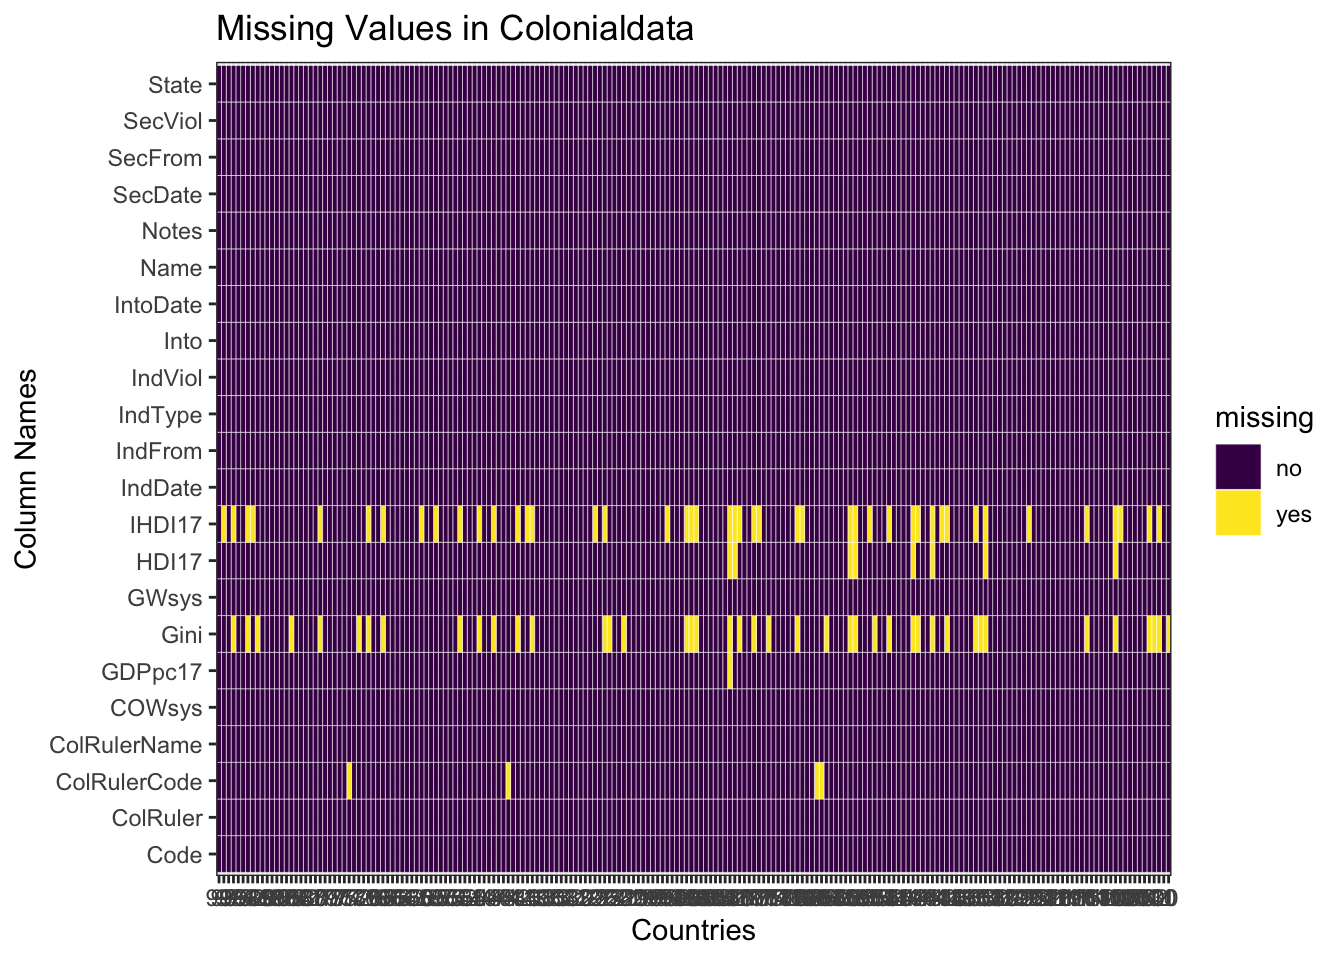 Missing Values in Colonialdata
State
SecViol
SecFrom
SecDate
Notes
Name
IntoDate
Into
IndViol
IndType
IndFrom
IndDate
IHDI17
HDI17
GWsys
Gini
GDPpc17
COWsys
ColRulerName
ColRulerCode
ColRuler
Code
Column Names
Countries
missing
no
yes